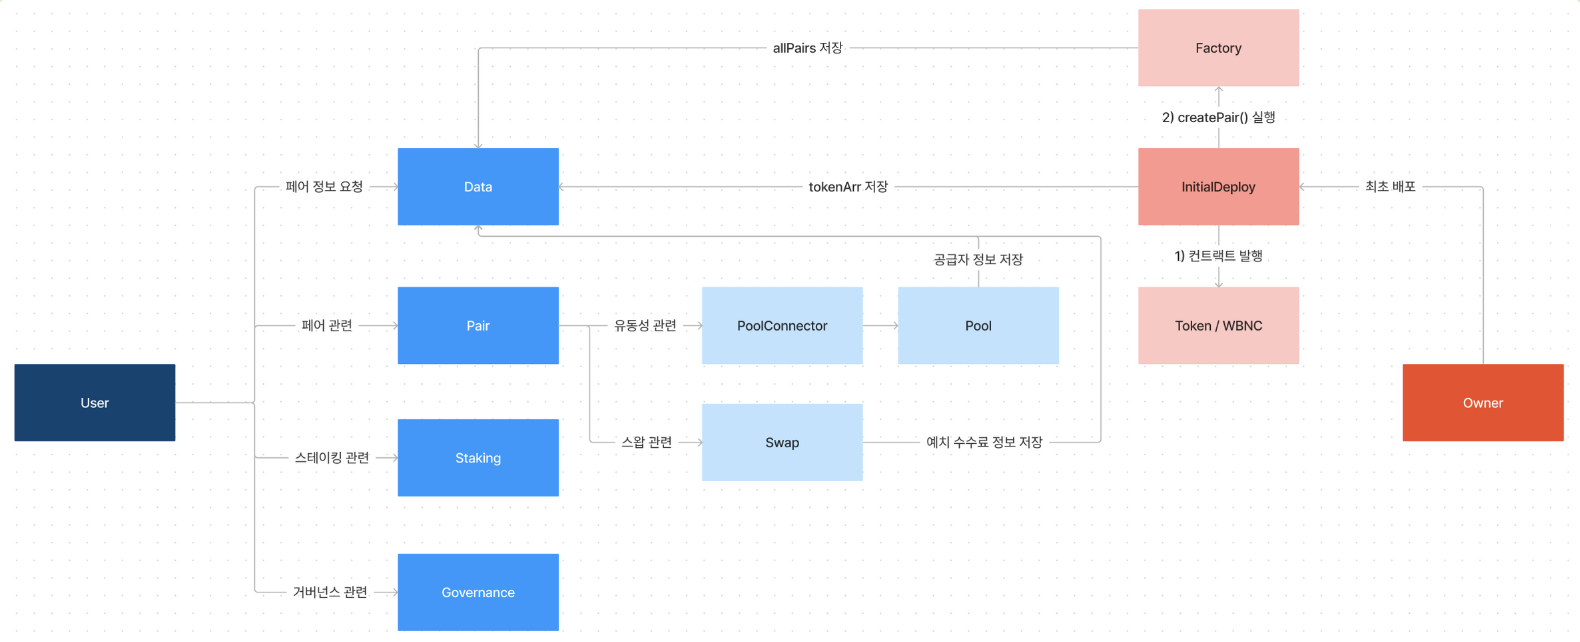 Factory
allPairs 저장
2) createPair() 실행
페어 정보 요청
Data
tokenArr 저장
InitialDeploy
최초 배포
공급자 정보 저장
1) 컨트랙트 발행
페어 관련
Pair
유동성 관련
PoolConnector
Pool
Token / WBNC
User
Owner
스왑 관련
Swap
예치 수수료 정보 저장
스테이킹 관련
Staking
거버넌스 관련
Governance